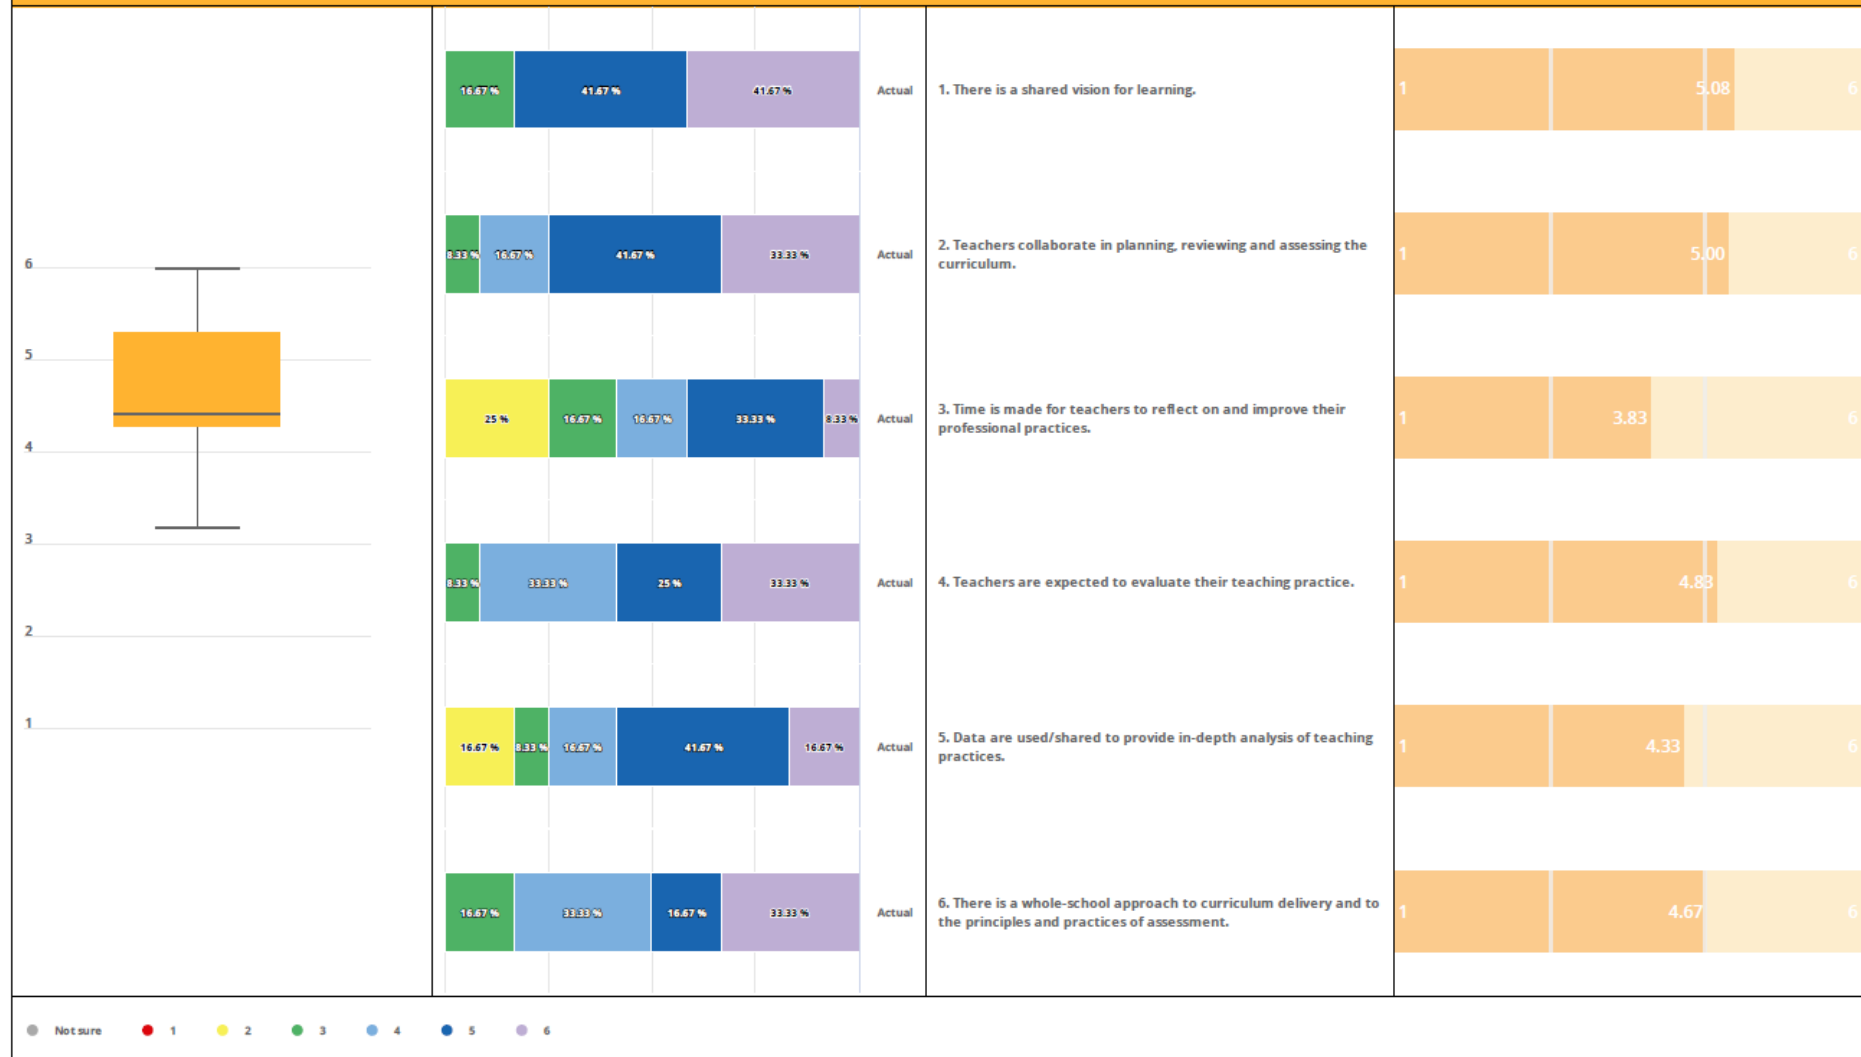 6
5
4
3
2
1
16.67 % 41.67 % 41.67 % Actual
1. There is a shared vision for learning.
1 5.08 6
8.33 % 16.67 % 41.67 % 33.33 % Actual
2. Teachers collaborate in planning, reviewing and assessing the
curriculum.
1 5.00 6
25 % 16.67 % 16.67 % 33.33 % 8.33 % Actual
3. Time is made for teachers to reflect on and improve their
professional practices.
1 3.83 6
8.33 % 33.33 % 25 % 33.33 % Actual
4. Teachers are expected to evaluate their teaching practice.
1 4.83 6
16.67 % 8.33 % 16.67 % 41.67 % 16.67 % Actual
5. Data are used/shared to provide in-depth analysis of teaching
practices.
1 4.33 6
16.67 % 33.33 % 16.67 % 33.33 % Actual
6. There is a whole-school approach to curriculum delivery and to
the principles and practices of assessment.
1 4.67 6
Not sure 1 2 3 4 5 6